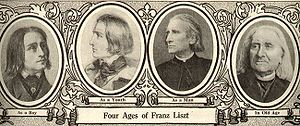 As a Boy
As a Youth
As a Man
In Old Age
Four Ages of Franz Liszt